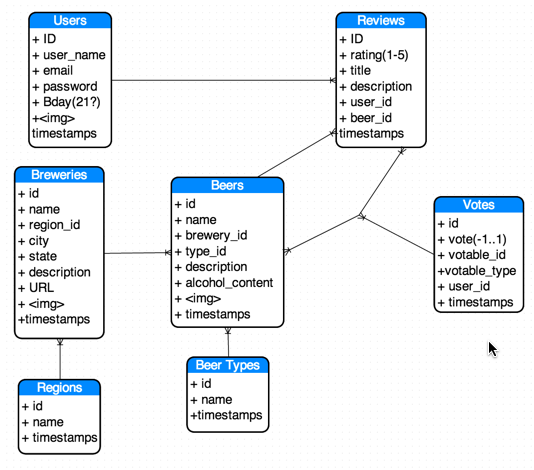 Users
+ ID
+ user_name
+ email
+ password
+ Bday(21?)
+<img>
timestamps
Reviews
+ ID
+ rating(1-5)
+ title
+ description
+ user_id
+ beer_id
timestamps
Breweries
+ id
+ name
+ region_id
+ city
+ state
+ description
+ URL
+ <img>
+timestamps
Beers
+ id
+ name
+ brewery_id
+ type_id
+ description
+ alcohol_content
+ <img>
+ timestamps
Votes
+ id
+ vote(-1..1)
+ votable_id
+votable_type
+ user_id
+ timestamps
Regions
+ id
+ name
+ timestamps
Beer Types
+ id
+ name
+timestamps